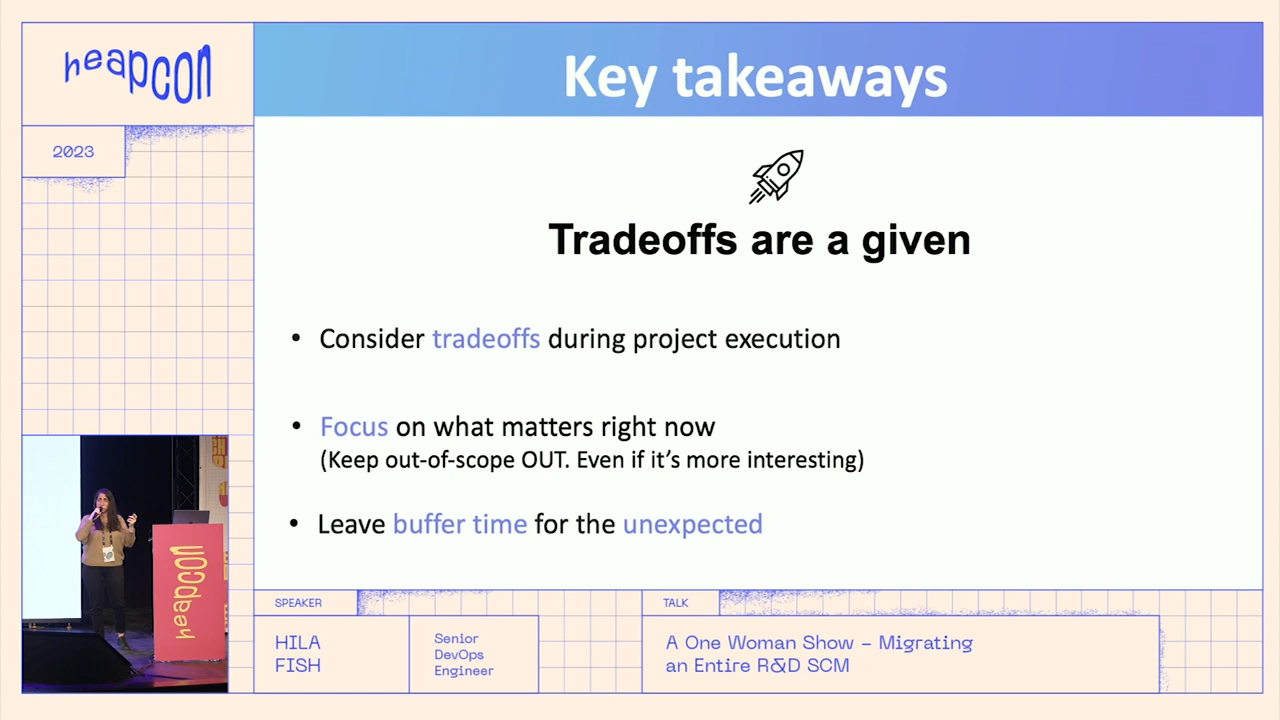 heapcon
2023
Key takeaways
Tradeoffs are a given
• Consider tradeoffs during project execution
• Focus on what matters right now
(Keep out-of-scope OUT. Even if it’s more interesting)
• Leave buffer time for the unexpected
heapcon
SPEAKER
HILA
FISH
Senior
DevOps
Engineer
TALK
A One Woman Show – Migrating
an Entire R&D SCM